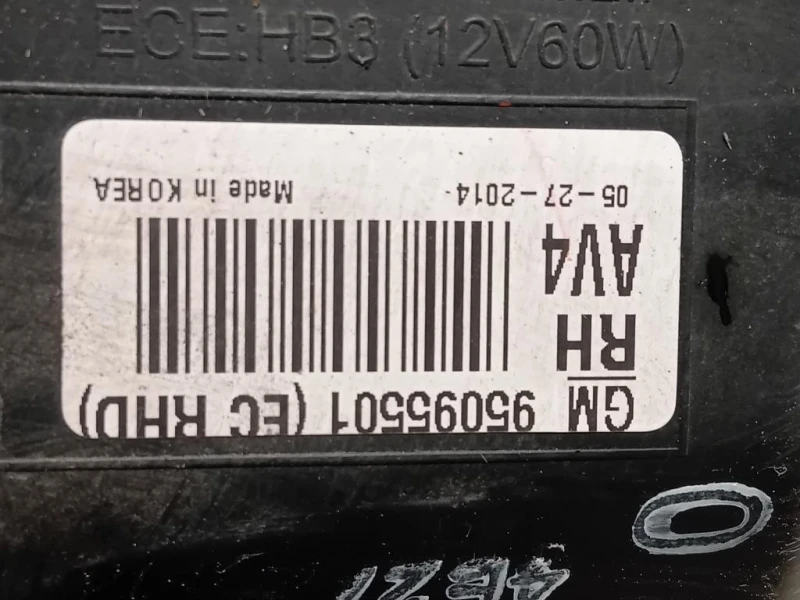 ECE:HB3 (12V60W)
GM 95095501 (EC RHD)
RH
AV4
05-27-2014 Made in KOREA